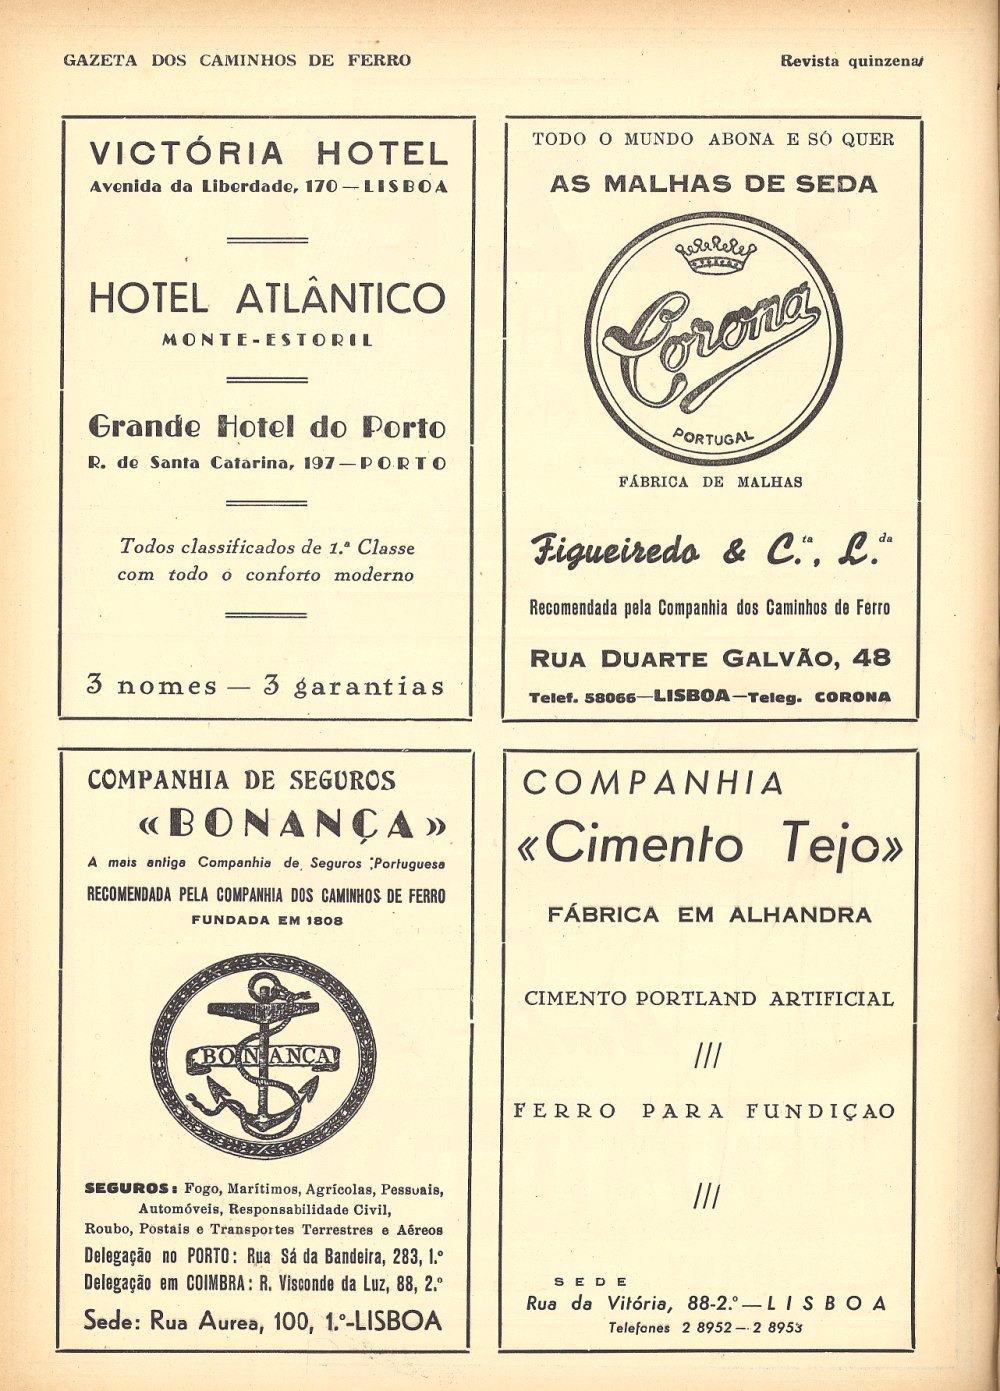 GAZETA DOS CAMINHOS DE FERRO
Revista quinzenal
VICTÓRIA HOTEL
Avenida da Liberdade, 170 — LISBOA
HOTEL ATLÂNTICO
MONTE-ESTORIL
Grande Hotel do Porto
R. de Santa Catarina, 197 — PORTO
Todos classificados de 1.ª Classe
com todo o conforto moderno
3 nomes — 3 garantias
TODO O MUNDO ABONA E SÓ QUER
AS MALHAS DE SEDA
Corona
PORTUGAL
FÁBRICA DE MALHAS
Figueiredo & C.ta, L.da
Recomendada pela Companhia dos Caminhos de Ferro
RUA DUARTE GALVÃO, 48
Telef. 58066—LISBOA—Teleg. CORONA
COMPANHIA DE SEGUROS
«BONANÇA»
A mais antiga Companhia de Seguros Portuguesa
RECOMENDADA PELA COMPANHIA DOS CAMINHOS DE FERRO
FUNDADA EM 1808
BONANÇA
SEGUROS: Fogo, Marítimos, Agrícolas, Pessoais,
Automóveis, Responsabilidade Civil,
Roubo, Postais e Transportes Terrestres e Aéreos
Delegação no PORTO: Rua Sá da Bandeira, 283, 1.º
Delegação em COIMBRA: R. Visconde da Luz, 88, 2.º
Sede: Rua Aurea, 100, 1.º-LISBOA
COMPANHIA
«Cimento Tejo»
FÁBRICA EM ALHANDRA
CIMENTO PORTLAND ARTIFICIAL
///
FERRO PARA FUNDIÇAO
///
SEDE
Rua da Vitória, 88-2.º — LISBOA
Telefones 2 8952 — 2 8953